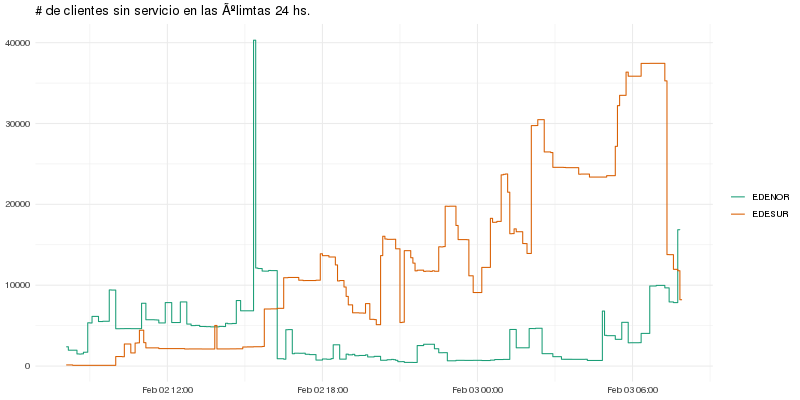 # de clientes sin servicio en las Ãºlimtas 24 hs.
40000
30000
20000
10000
0
EDENOR
EDESUR
Feb 02 12:00
Feb 02 18:00
Feb 03 00:00
Feb 03 06:00